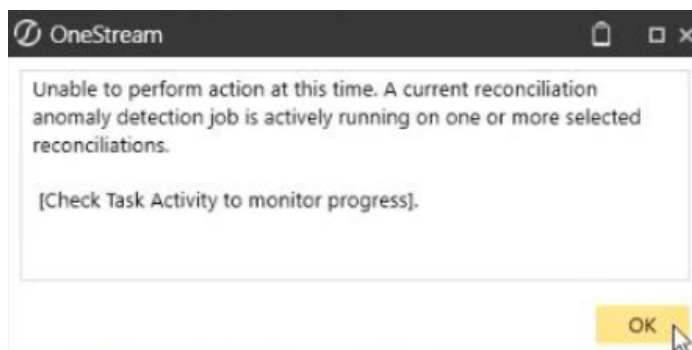 OneStream
Unable to perform action at this time. A current reconciliation
anomaly detection job is actively running on one or more selected
reconciliations.
[Check Task Activity to monitor progress].
OK